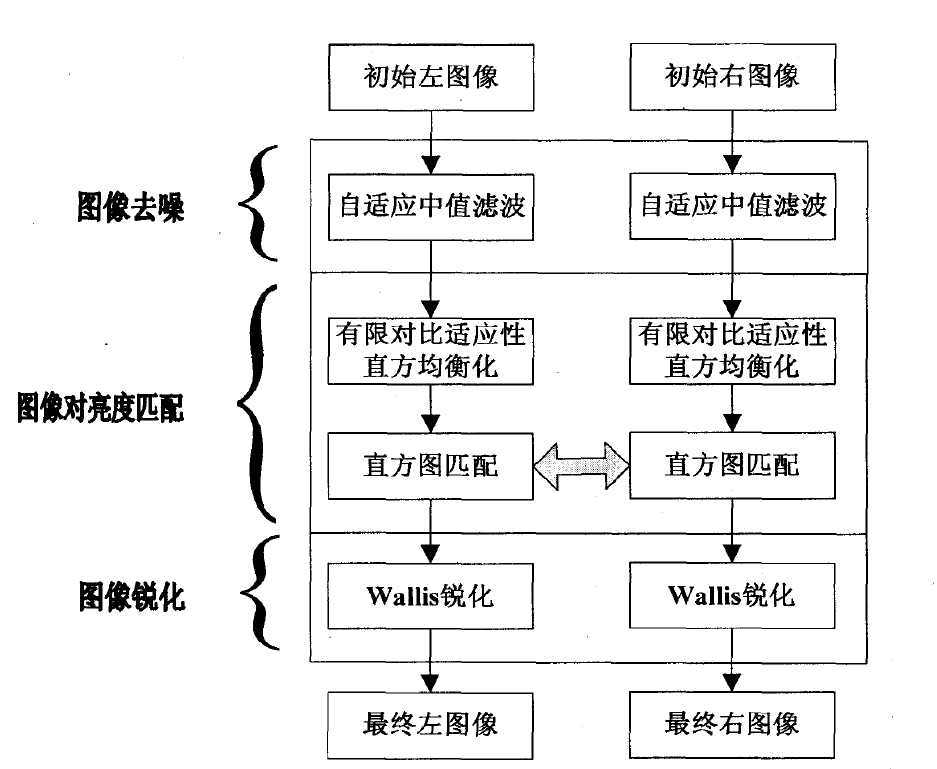 初始左图像
初始右图像
图像去噪
自适应中值滤波
自适应中值滤波
有限对比适应性
直方均衡化
有限对比适应性
直方均衡化
图像对亮度匹配
直方图匹配
直方图匹配
图像锐化
Wallis锐化
Wallis锐化
最终左图像
最终右图像